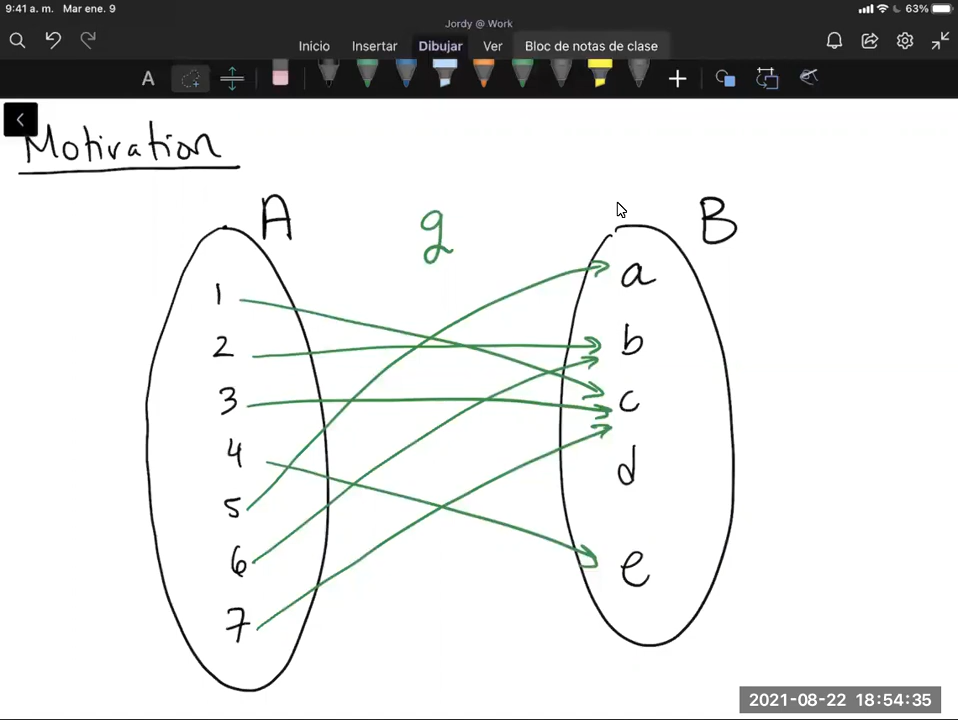 9:41 a. m. Mar ene. 9
63%
Jordy @ Work
Inicio Insertar Dibujar Ver Bloc de notas de clase
A
Motivation
A g B
1 a
2 b
3 c
4 d
5 e
6
7
2021-08-22 18:54:35